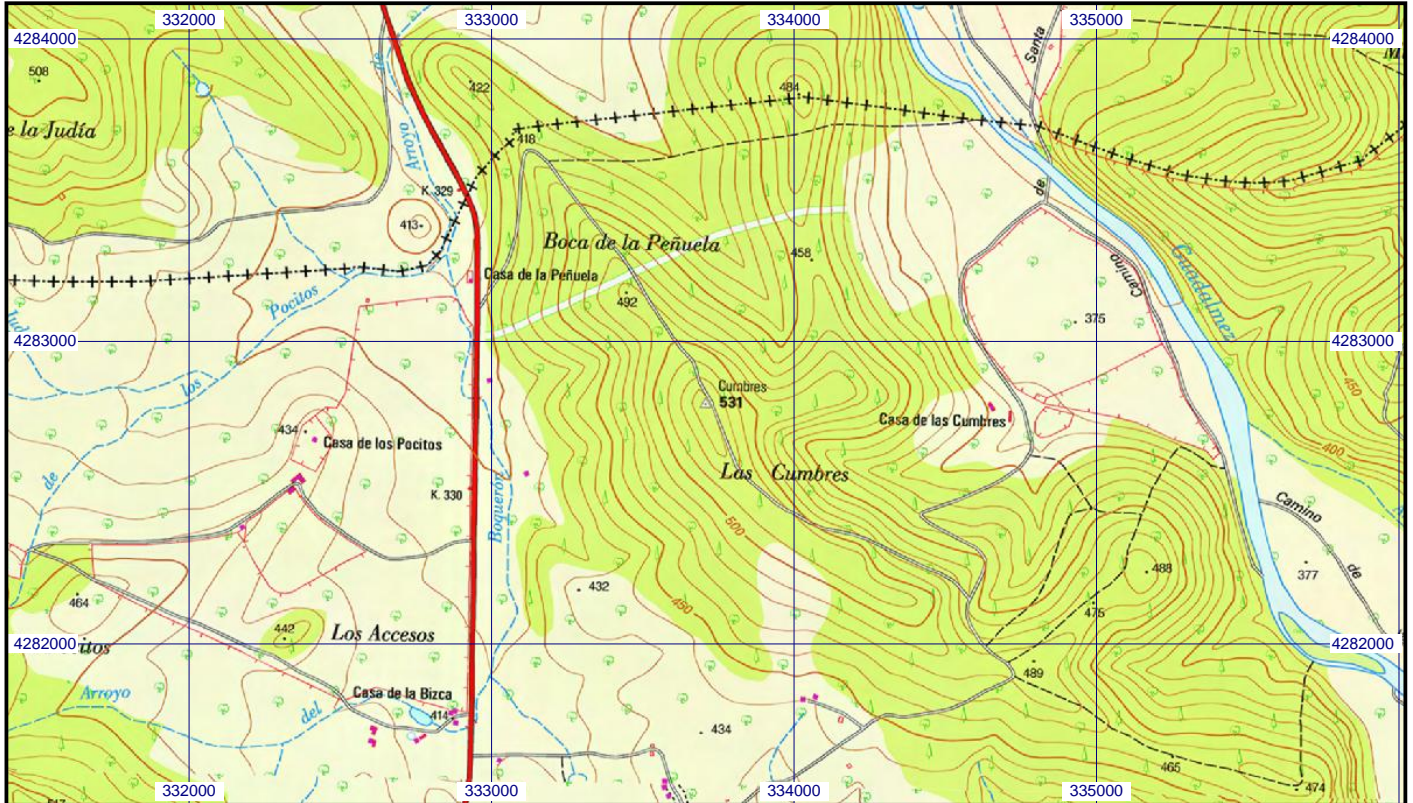 332000
333000
334000
335000
4284000
508
de
422
484
Santa
e la Judía
Arroyo
418
K. 329
de
413
Boca de la Peñuela
458
Guadalmez
Camino
Casa de la Peñuela
Pocitos
492
375
4283000
4283000
los
Cumbres
531
450
434
Casa de los Pocitos
Casa de las Cumbres
400
de
Las Cumbres
K. 330
Boquerón
500
Camino
de
488
377
432
464
450
475
442
Los Accesos
4282000
4282000
itos
489
Arroyo
Casa de la Bizca
del
414
434
465
474
332000
333000
334000
335000
4284000